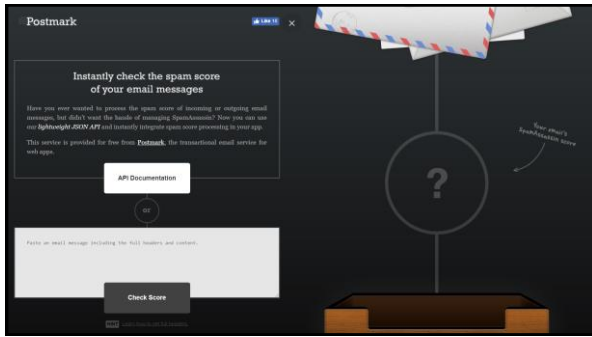 Postmark
Like 1K
×
Instantly check the spam score
of your email messages
Have you ever wanted to process the spam score of incoming or outgoing email
messages, but didn't want the hassle of managing SpamAssassin? Now you can use
our lightweight JSON API and instantly integrate spam score processing in your app.
This service is provided for free from Postmark, the transactional email service for
web apps.
API Documentation
or
Paste an email message including the full headers and content.
Check Score
HINT
?
Your email's
SpamAssassin score